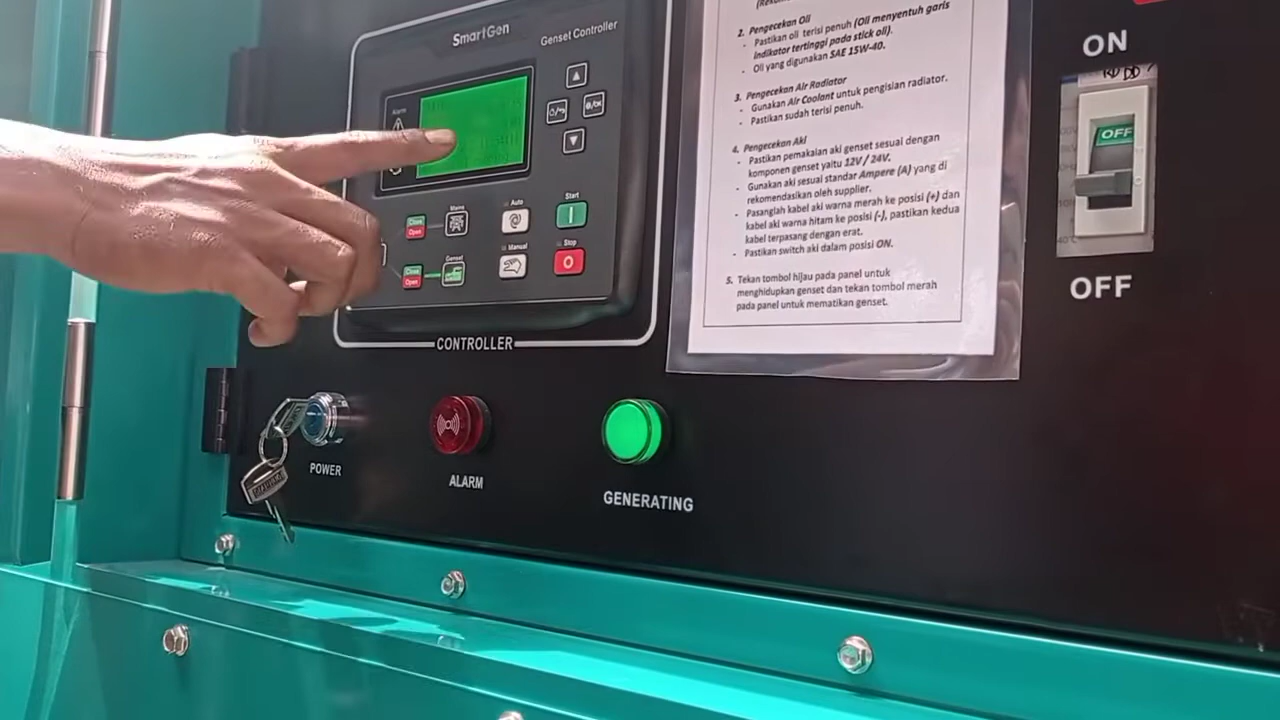 SmartGen
Genset Controller
Alarm
Mains
Auto
Start
Close
Open
Manual
Stop
Genset
Close
Open
CONTROLLER
POWER
ALARM
GENERATING
2. Pengecekan Oli
- Pastikan oli terisi penuh (Oli menyentuh garis
indikator tertinggi pada stick oli).
- Oli yang digunakan SAE 15W-40.
3. Pengecekan Air Radiator
- Gunakan Air Coolant untuk pengisian radiator.
- Pastikan sudah terisi penuh.
4. Pengecekan Aki
- Pastikan pemakaian aki genset sesuai dengan
komponen genset yaitu 12V / 24V.
- Gunakan aki sesuai standar Ampere (A) yang di
rekomendasikan oleh supplier.
- Pasanglah kabel aki warna merah ke posisi (+) dan
kabel aki warna hitam ke posisi (-), pastikan kedua
kabel terpasang dengan erat.
- Pastikan switch aki dalam posisi ON.
5. Tekan tombol hijau pada panel untuk
menghidupkan genset dan tekan tombol merah
pada panel untuk mematikan genset.
ON
OFF
OFF